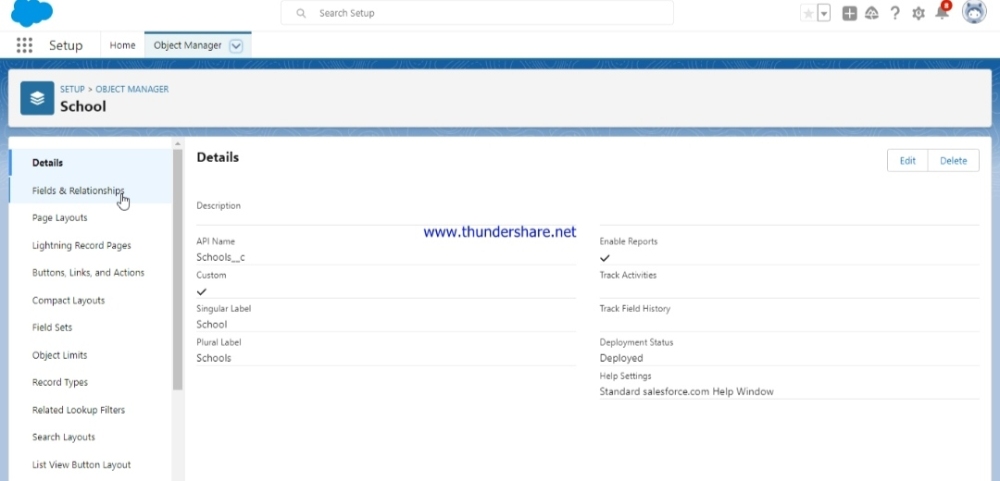 Search Setup
8
Setup
Home
Object Manager
SETUP > OBJECT MANAGER
School
Details
Fields & Relationships
Page Layouts
Lightning Record Pages
Buttons, Links, and Actions
Compact Layouts
Field Sets
Object Limits
Record Types
Related Lookup Filters
Search Layouts
List View Button Layout
Details
Edit
Delete
Description
www.thundershare.net
API Name
Schools__c
Custom
Singular Label
School
Plural Label
Schools
Enable Reports
Track Activities
Track Field History
Deployment Status
Deployed
Help Settings
Standard salesforce.com Help Window